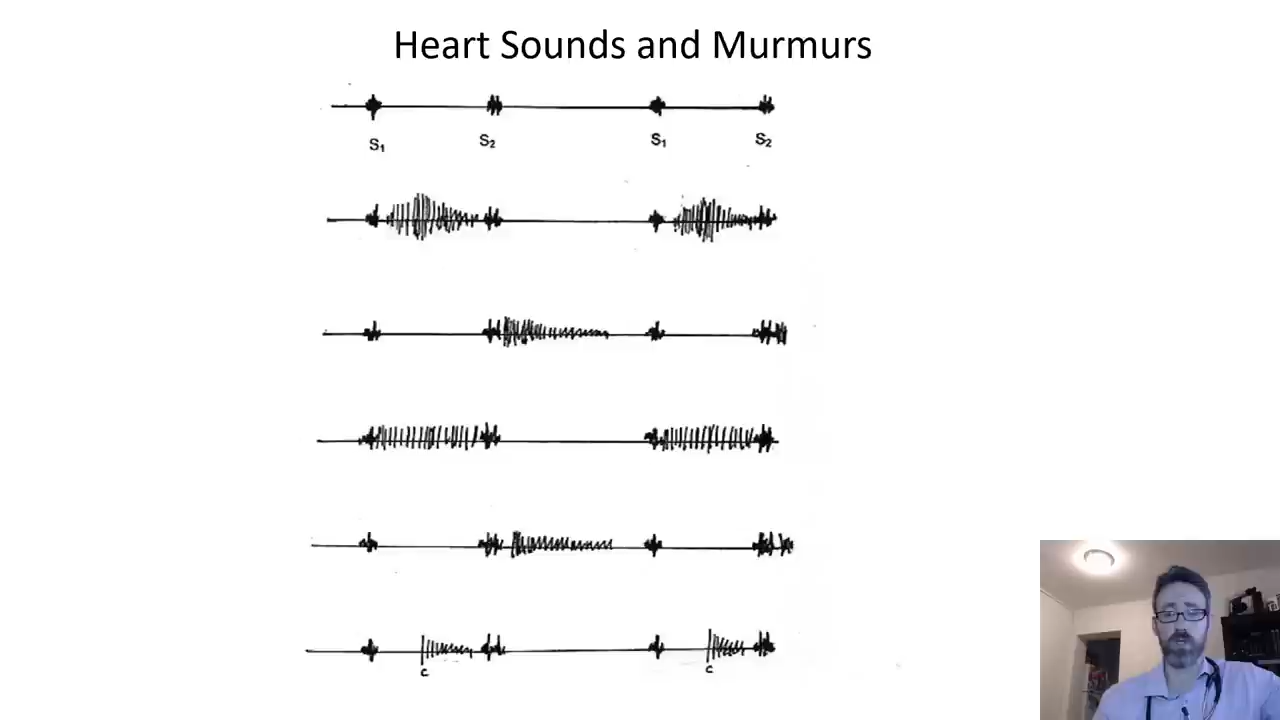 Heart Sounds and Murmurs
S₁ S₂ S₁ S₂
c c